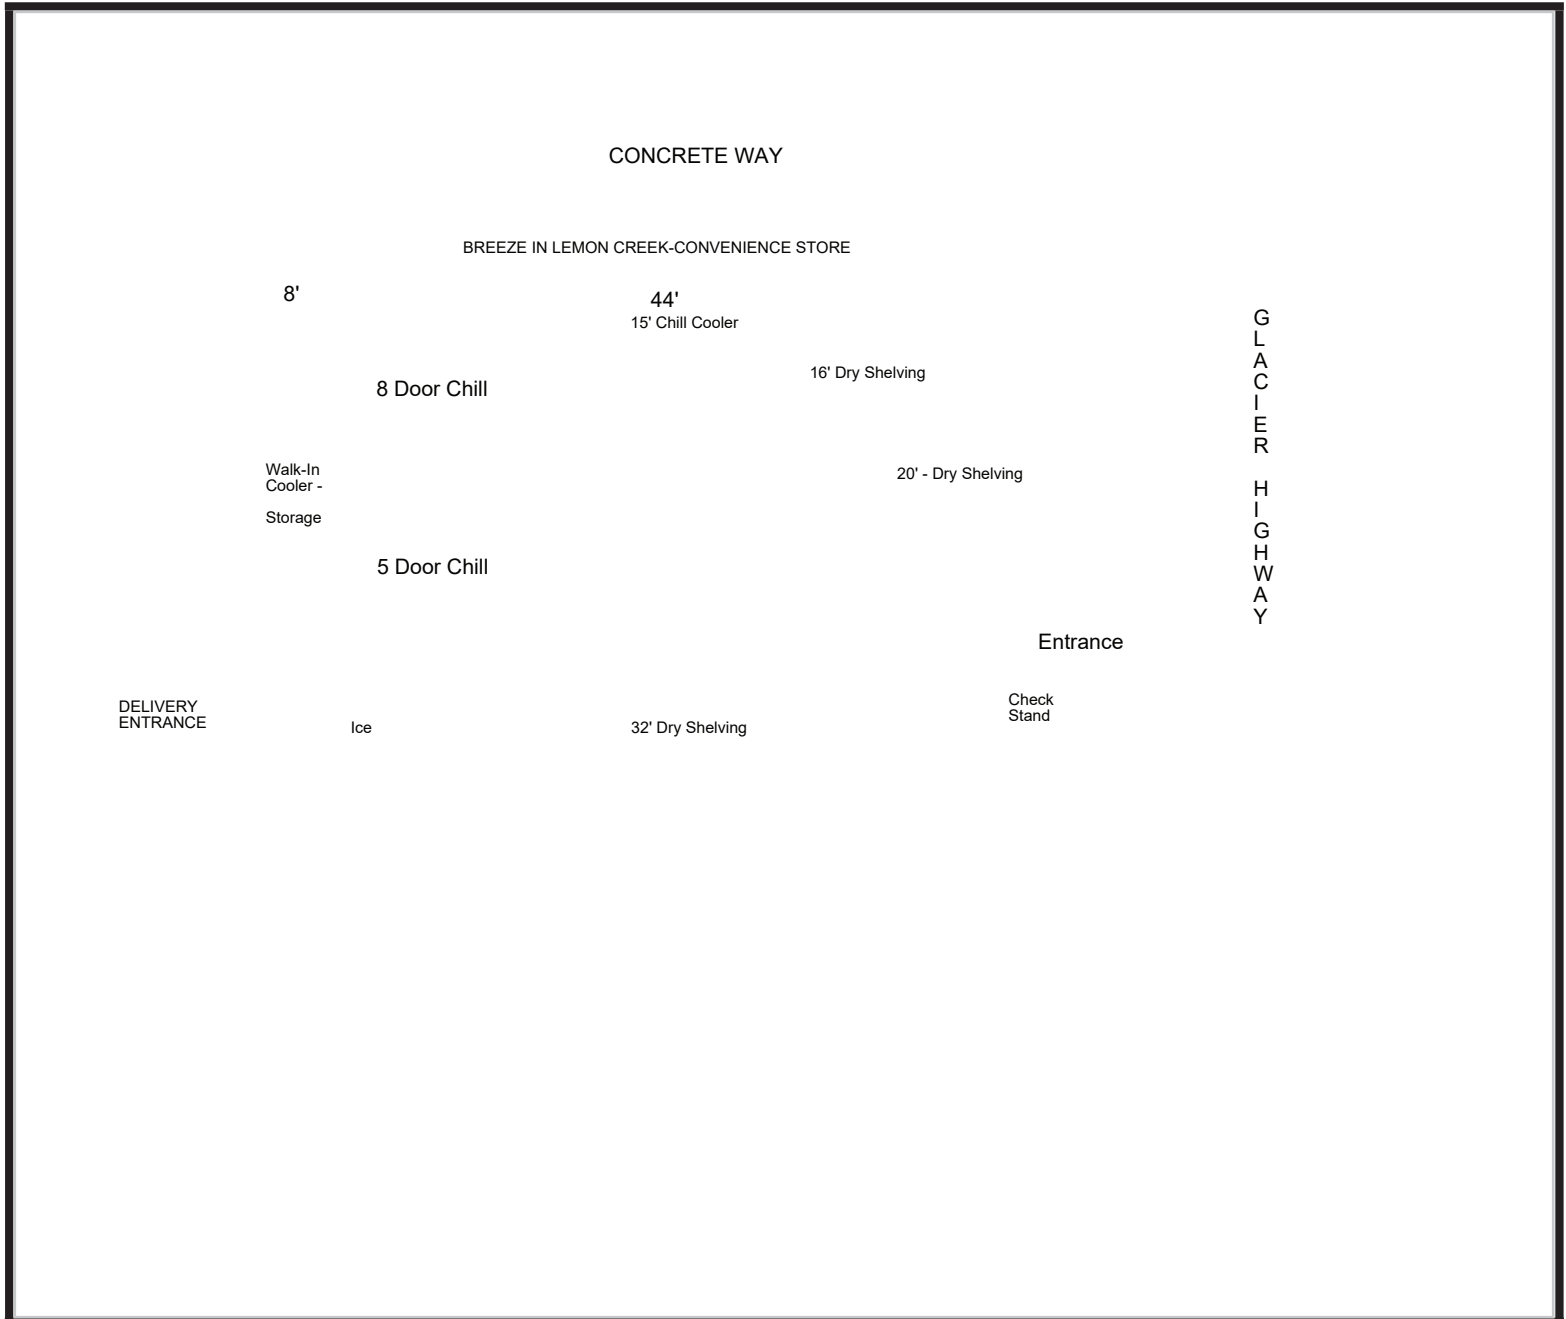 CONCRETE WAY
BREEZE IN LEMON CREEK-CONVENIENCE STORE
8'
44'
15' Chill Cooler
16' Dry Shelving
8 Door Chill
Walk-In
Cooler -
Storage
20' - Dry Shelving
5 Door Chill
G
L
A
C
I
E
R
H
I
G
H
W
A
Y
Entrance
Check
Stand
DELIVERY
ENTRANCE
Ice
32' Dry Shelving